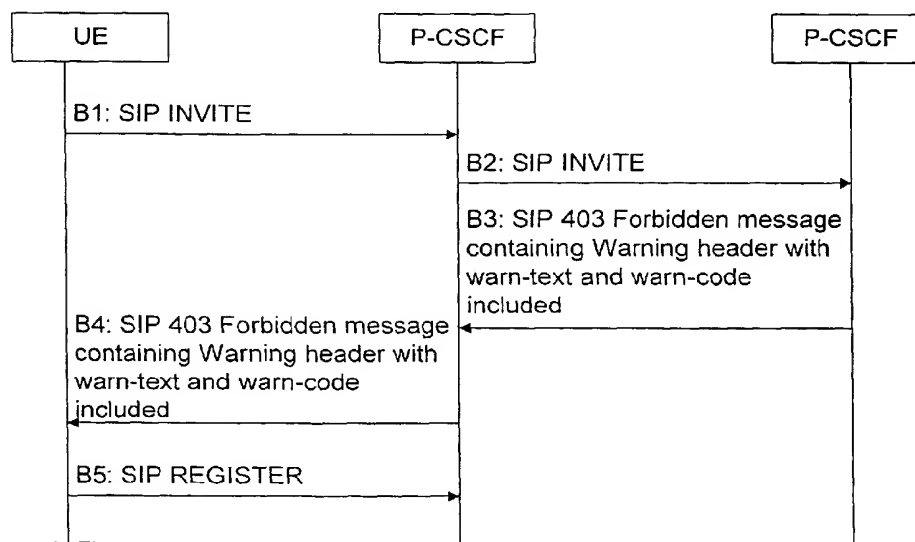 UE
P-CSCF
P-CSCF
B1: SIP INVITE
B2: SIP INVITE
B3: SIP 403 Forbidden message
containing Warning header with
warn-text and warn-code
included
B4: SIP 403 Forbidden message
containing Warning header with
warn-text and warn-code
included
B5: SIP REGISTER